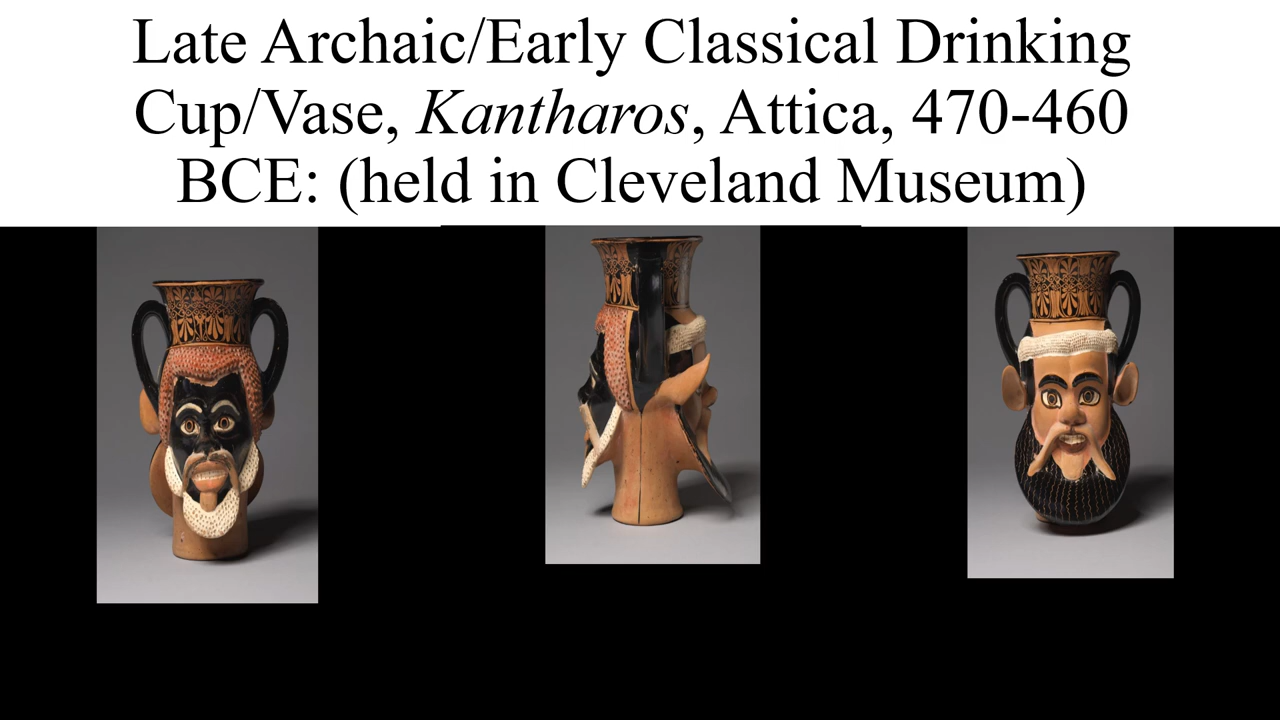 Late Archaic/Early Classical Drinking
Cup/Vase, Kantharos, Attica, 470-460
BCE: (held in Cleveland Museum)